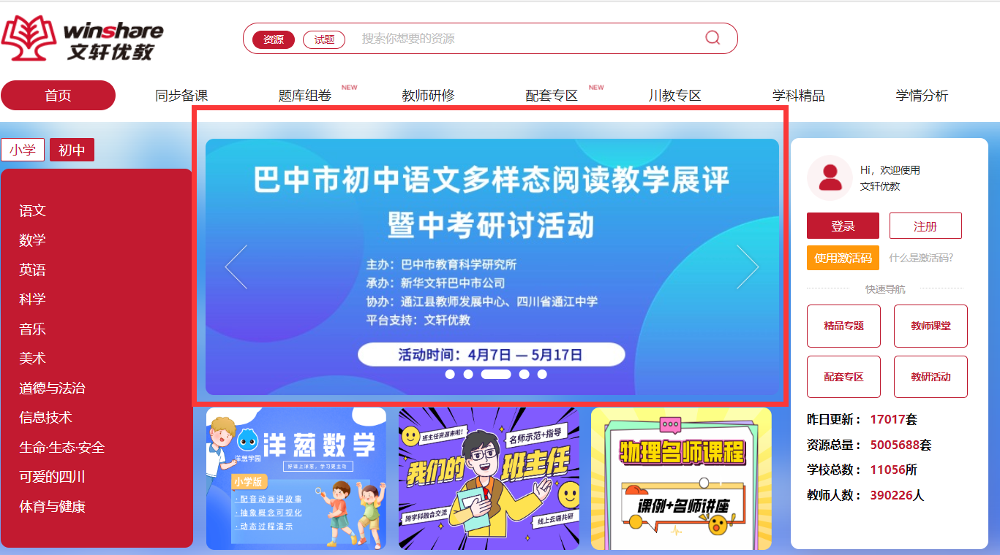 winshare
文轩优教
资源
试题
搜索你想要的资源
首页
同步备课
题库组卷
NEW
教师研修
配套专区
NEW
川教专区
学科精品
学情分析
小学
初中
语文
数学
英语
科学
音乐
美术
道德与法治
信息技术
生命·生态·安全
可爱的四川
体育与健康
巴中市初中语文多样态阅读教学展评
暨中考研讨活动
主办：巴中市教育科学研究所
承办：新华文轩巴中市公司
协办：通江县教师发展中心、四川省通江中学
平台支持：文轩优教
活动时间：4月7日 — 5月17日
洋葱学园
洋葱数学
好课上洋葱，学习更主动
小学版
· 配音动画讲故事
· 抽象概念可视化
· 动态过程演示
班主任资源来啦！
名师示范+指导
我们的
班主任
跨学科融合交流
线上云端共研
物理名师课程
课例+名师讲座
Hi，欢迎使用
文轩优教
登录
注册
使用激活码
什么是激活码?
快速导航
精品专题
教师课堂
配套专区
教研活动
昨日更新： 17017套
资源总量： 5005688套
学校总数： 11056所
教师人数： 390226人